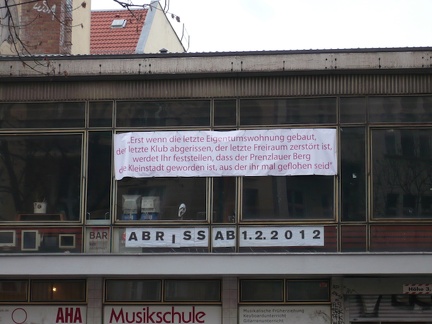 „Erst wenn die letzte Eigentumswohnung gebaut,
der letzte Klub abgerissen, der letzte Freiraum zerstört ist,
werdet Ihr feststellen, dass der Prenzlauer Berg
die Kleinstadt geworden ist, aus der ihr mal geflohen seid"
BAR
ABRISS AB 1.2.2012
AHA
Musikschule